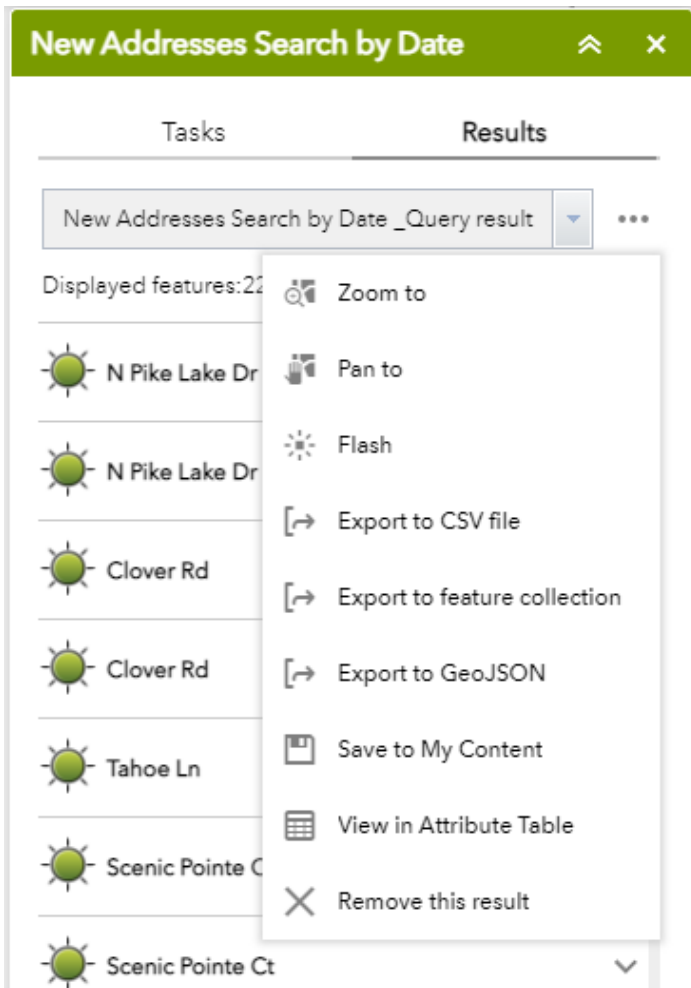 New Addresses Search by Date
Tasks
Results
New Addresses Search by Date _Query result
Displayed features:22
Zoom to
N Pike Lake Dr
Pan to
Flash
N Pike Lake Dr
Export to CSV file
Clover Rd
Export to feature collection
Clover Rd
Export to GeoJSON
Save to My Content
Tahoe Ln
View in Attribute Table
Scenic Pointe C
Remove this result
Scenic Pointe Ct